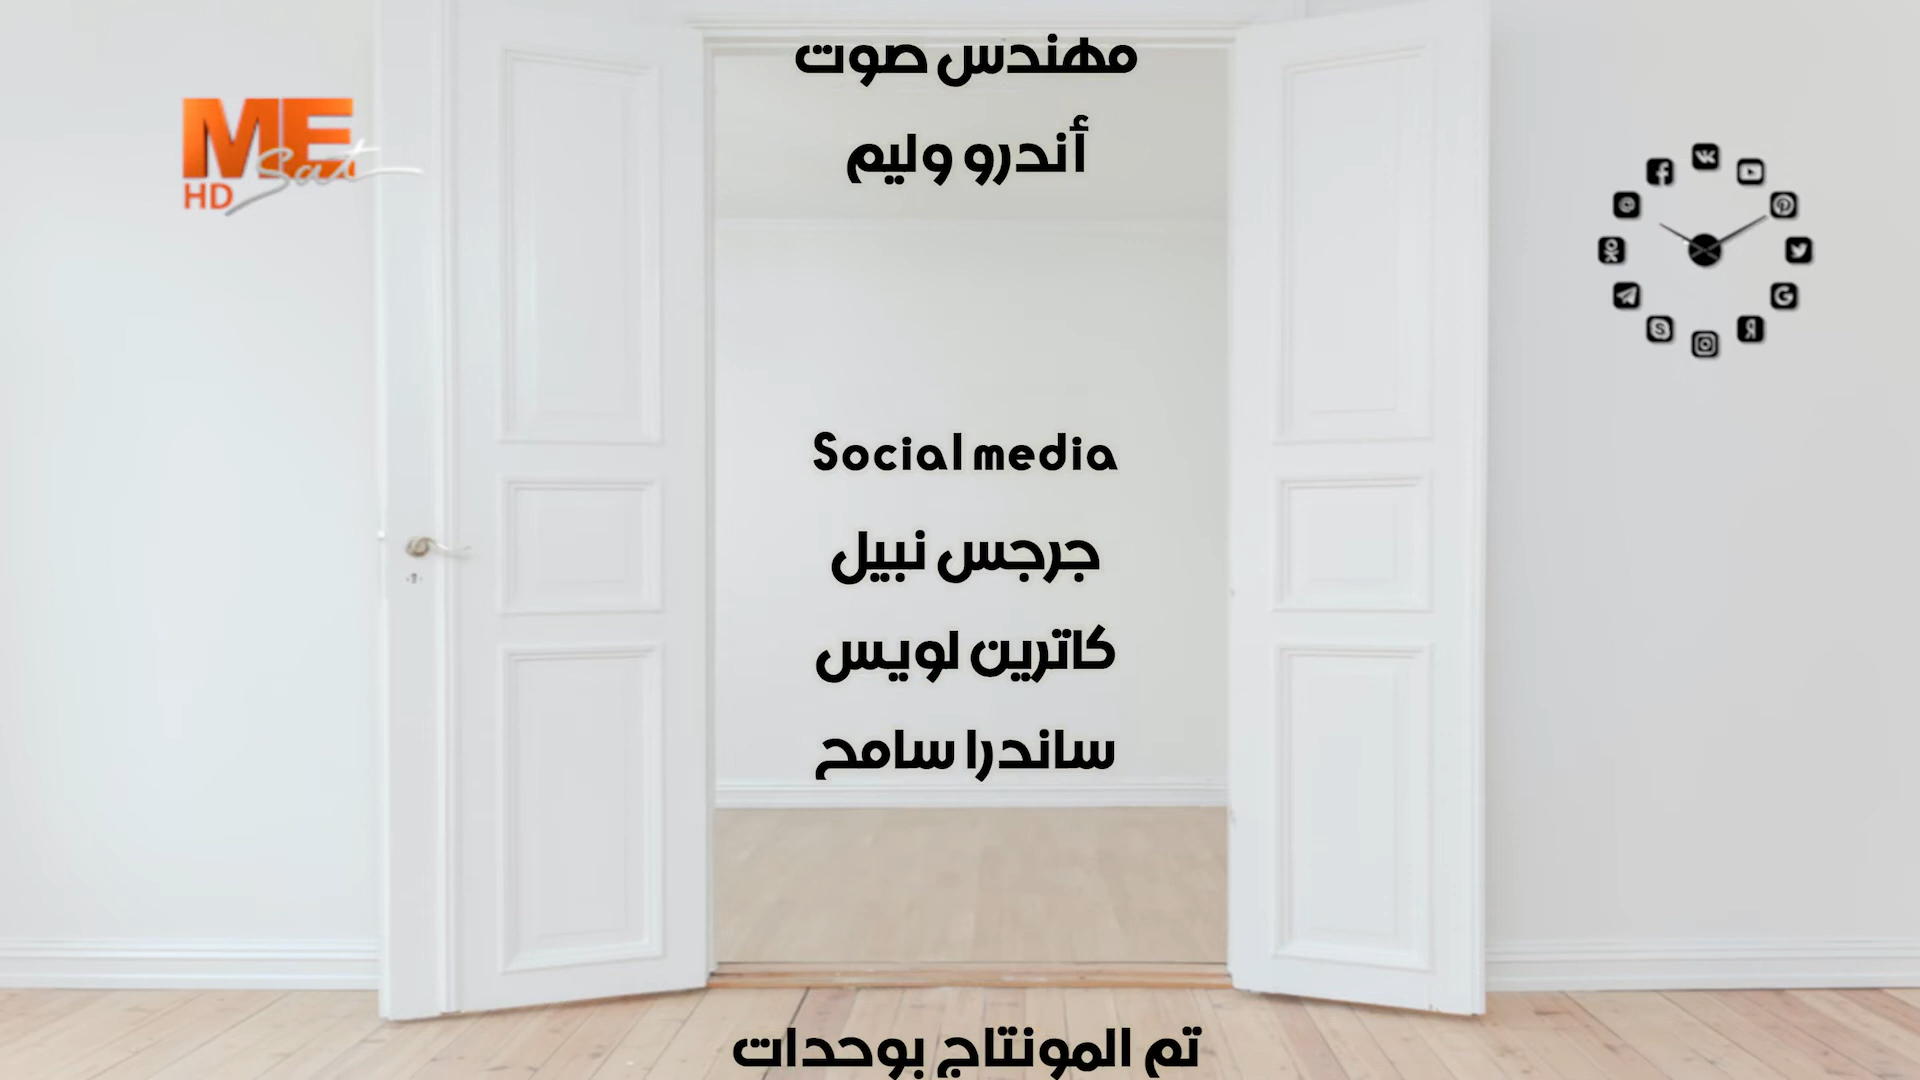 مهندس صوت
أندرو وليم
ME
Sat
HD
Social media
جرجس نبيل
كاترين لويس
ساندرا سامح
تم المونتاج بوحدات